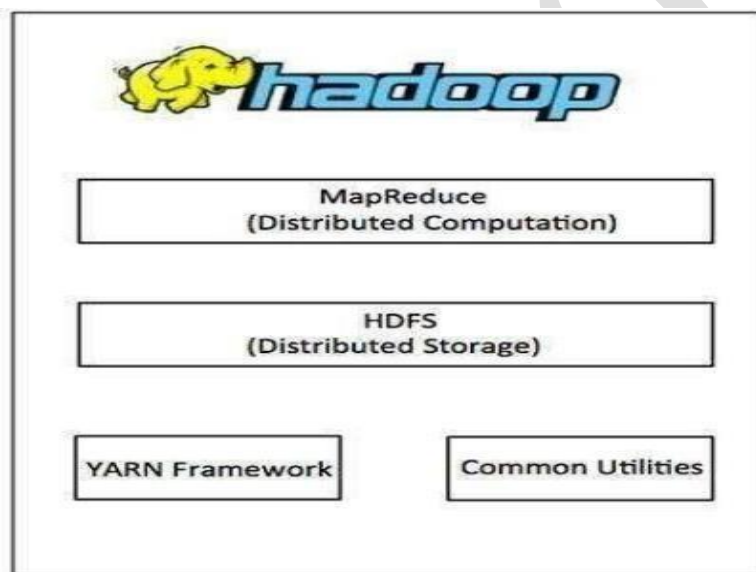 hadoop
MapReduce
(Distributed Computation)
HDFS
(Distributed Storage)
YARN Framework
Common Utilities